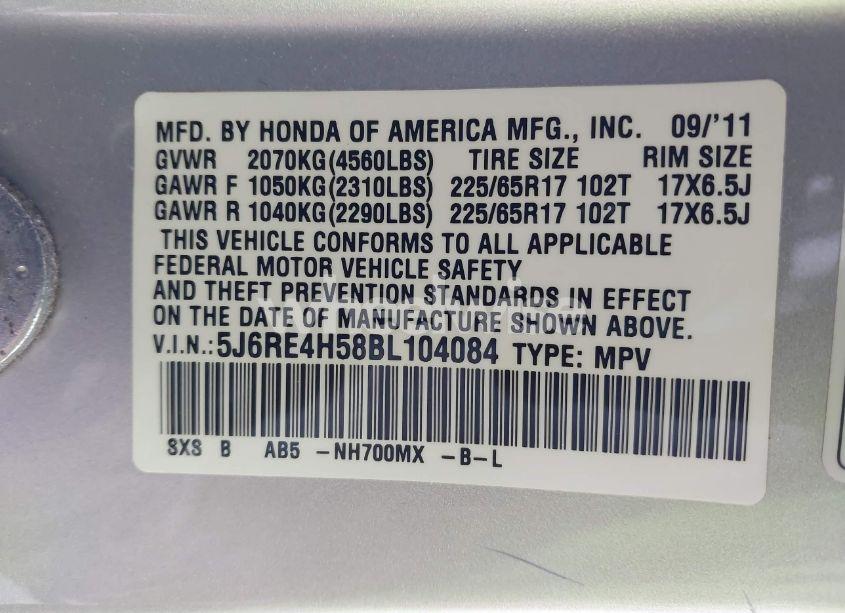 MFD. BY HONDA OF AMERICA MFG., INC. 09/'11
GVWR 2070KG(4560LBS) TIRE SIZE RIM SIZE
GAWR F 1050KG(2310LBS) 225/65R17 102T 17X6.5J
GAWR R 1040KG(2290LBS) 225/65R17 102T 17X6.5J
THIS VEHICLE CONFORMS TO ALL APPLICABLE
FEDERAL MOTOR VEHICLE SAFETY
AND THEFT PREVENTION STANDARDS IN EFFECT
ON THE DATE OF MANUFACTURE SHOWN ABOVE.
V.I.N.:5J6RE4H58BL104084 TYPE: MPV
SXS B AB5 -NH700MX -B-L